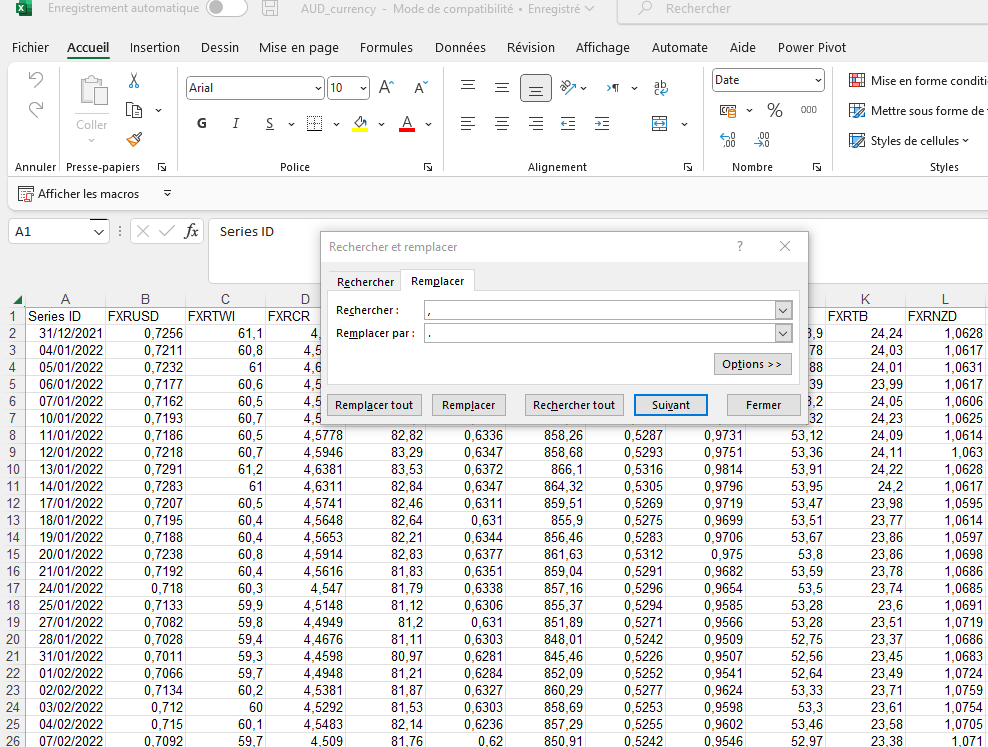 Enregistrement automatique AUD_currency - Mode de compatibilité • Enregistré Rechercher
Fichier Accueil Insertion Dessin Mise en page Formules Données Révision Affichage Automate Aide Power Pivot
Arial 10 Date Mise en forme conditi
Mettre sous forme de
Coller G I S A % 000 Styles de cellules
Annuler Presse-papiers Police Alignement Nombre Styles
Afficher les macros
A1 fx Series ID
Rechercher et remplacer ? ×
Rechercher Remplacer
Rechercher : ,
Remplacer par : .
Options >>
Remplacer tout Remplacer Rechercher tout Suivant Fermer
A B C D K L
1 Series ID FXRUSD FXRTWI FXRCR FXRTB FXRNZD
2 31/12/2021 0,7256 61,1 4, 3,9 24,24 1,0628
3 04/01/2022 0,7211 60,8 4,5 78 24,03 1,0617
4 05/01/2022 0,7232 61 4,6 88 24,01 1,0631
5 06/01/2022 0,7177 60,6 4,5 39 23,99 1,0617
6 07/01/2022 0,7162 60,5 4,5 3,2 24,05 1,0606
7 10/01/2022 0,7193 60,7 4,5 32 24,23 1,0625
8 11/01/2022 0,7186 60,5 4,5778 82,82 0,6336 858,26 0,5287 0,9731 53,12 24,09 1,0614
9 12/01/2022 0,7218 60,7 4,5946 83,29 0,6347 858,68 0,5293 0,9751 53,36 24,11 1,063
10 13/01/2022 0,7291 61,2 4,6381 83,53 0,6372 866,1 0,5316 0,9814 53,91 24,22 1,0628
11 14/01/2022 0,7283 61 4,6311 82,84 0,6347 864,32 0,5305 0,9796 53,95 24,2 1,0617
12 17/01/2022 0,7207 60,5 4,5741 82,46 0,6311 859,51 0,5269 0,9719 53,47 23,98 1,0595
13 18/01/2022 0,7195 60,4 4,5648 82,64 0,631 855,9 0,5275 0,9699 53,51 23,77 1,0614
14 19/01/2022 0,7188 60,4 4,5653 82,21 0,6344 856,46 0,5283 0,9706 53,67 23,86 1,0597
15 20/01/2022 0,7238 60,8 4,5914 82,83 0,6377 861,63 0,5312 0,975 53,8 23,86 1,0698
16 21/01/2022 0,7192 60,4 4,5616 81,83 0,6351 859,04 0,5291 0,9682 53,59 23,78 1,0686
17 24/01/2022 0,718 60,3 4,547 81,79 0,6338 857,16 0,5296 0,9654 53,5 23,74 1,0685
18 25/01/2022 0,7133 59,9 4,5148 81,12 0,6306 855,37 0,5294 0,9585 53,28 23,6 1,0691
19 27/01/2022 0,7082 59,8 4,4949 81,2 0,631 851,89 0,5271 0,9566 53,28 23,51 1,0719
20 28/01/2022 0,7028 59,4 4,4676 81,11 0,6303 848,01 0,5242 0,9509 52,75 23,37 1,0686
21 31/01/2022 0,7011 59,3 4,4598 80,97 0,6281 845,46 0,5226 0,9507 52,56 23,45 1,0683
22 01/02/2022 0,7066 59,7 4,4948 81,21 0,6284 852,09 0,5252 0,9541 52,64 23,49 1,0724
23 02/02/2022 0,7134 60,2 4,5381 81,87 0,6327 860,29 0,5277 0,9624 53,33 23,71 1,0759
24 03/02/2022 0,712 60 4,5292 81,53 0,6303 858,69 0,5253 0,9598 53,3 23,61 1,0754
25 04/02/2022 0,715 60,1 4,5483 82,14 0,6236 857,29 0,5255 0,9602 53,46 23,58 1,0705
26 07/02/2022 0,7092 59,7 4,509 81,76 0,62 850,91 0,5242 0,9546 52,97 23,38 1,071